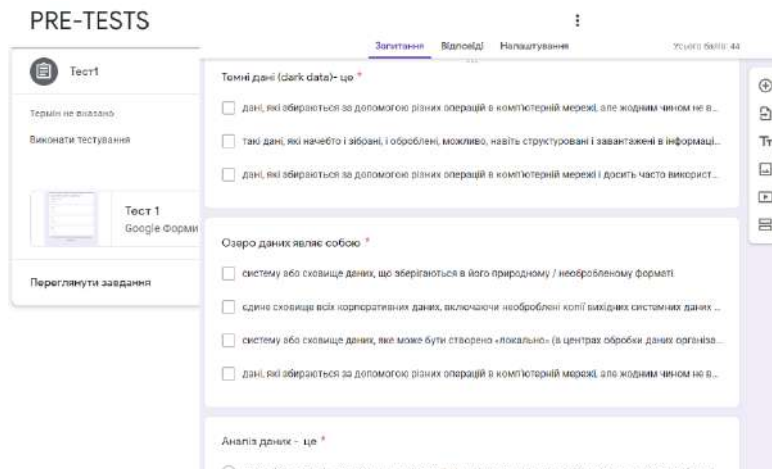 PRE-TESTS
Запитання Відповіді Налаштування Усього балів: 44
Тест1
Термін не вказано
Виконати тестування
Тест 1
Google Форми
Переглянути завдання
Темні дані (dark data)- це *
дані, які збираються за допомогою різних операцій в комп'ютерній мережі, але жодним чином не в...
такі дані, які начебто і зібрані, і оброблені, можливо, навіть структуровані і завантажені в інформаці...
дані, які збираються за допомогою різних операцій в комп'ютерній мережі і досить часто використ...
Озеро даних являє собою *
систему або сховище даних, що зберігаються в його природному / необробленому форматі
єдине сховище всіх корпоративних даних, включаючи необроблені копії вихідних системних даних ...
систему або сховище даних, яке може бути створено «локально» (в центрах обробки даних організа...
дані, які збираються за допомогою різних операцій в комп'ютерній мережі, але жодним чином не в...
Аналіз даних - це *